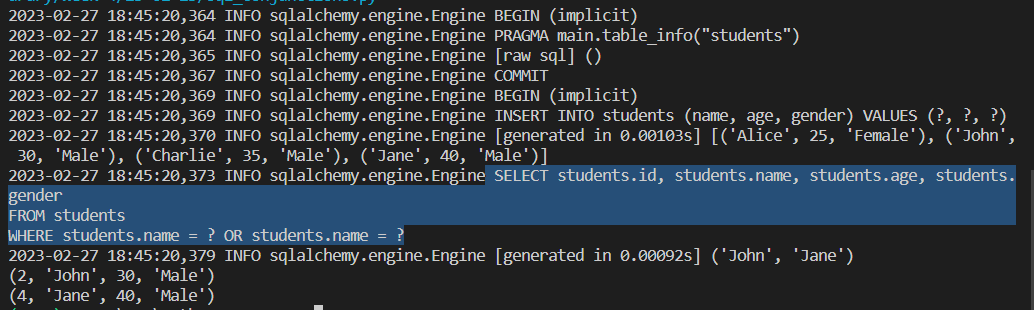 2023-02-27 18:45:20,364 INFO sqlalchemy.engine.Engine BEGIN (implicit)
2023-02-27 18:45:20,364 INFO sqlalchemy.engine.Engine PRAGMA main.table_info("students")
2023-02-27 18:45:20,365 INFO sqlalchemy.engine.Engine [raw sql] ()
2023-02-27 18:45:20,367 INFO sqlalchemy.engine.Engine COMMIT
2023-02-27 18:45:20,369 INFO sqlalchemy.engine.Engine BEGIN (implicit)
2023-02-27 18:45:20,369 INFO sqlalchemy.engine.Engine INSERT INTO students (name, age, gender) VALUES (?, ?, ?)
2023-02-27 18:45:20,370 INFO sqlalchemy.engine.Engine [generated in 0.00103s] [('Alice', 25, 'Female'), ('John',
30, 'Male'), ('Charlie', 35, 'Male'), ('Jane', 40, 'Male')]
2023-02-27 18:45:20,373 INFO sqlalchemy.engine.Engine SELECT students.id, students.name, students.age, students.
gender
FROM students
WHERE students.name = ? OR students.name = ?
2023-02-27 18:45:20,379 INFO sqlalchemy.engine.Engine [generated in 0.00092s] ('John', 'Jane')
(2, 'John', 30, 'Male')
(4, 'Jane', 40, 'Male')